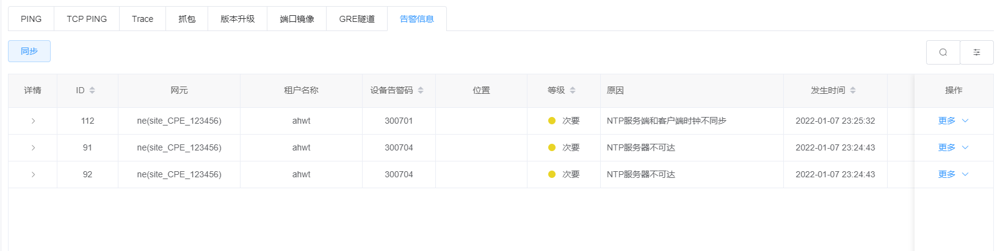 PING TCP PING Trace 抓包 版本升级 端口镜像 GRE隧道 告警信息
同步
详情 ID 网元 租户名称 设备告警码 位置 等级 原因 发生时间 操作
112 ne(site_CPE_123456) ahwt 300701 次要 NTP服务端和客户端时钟不同步 2022-01-07 23:25:32 更多
91 ne(site_CPE_123456) ahwt 300704 次要 NTP服务器不可达 2022-01-07 23:24:43 更多
92 ne(site_CPE_123456) ahwt 300704 次要 NTP服务器不可达 2022-01-07 23:24:43 更多